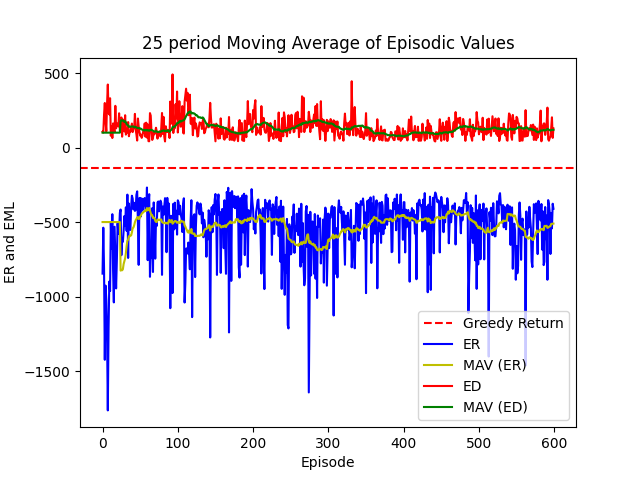 25 period Moving Average of Episodic Values
ER and EML
500
0
−500
−1000
−1500
0 100 200 300 400 500 600
Episode
Greedy Return
ER
MAV (ER)
ED
MAV (ED)